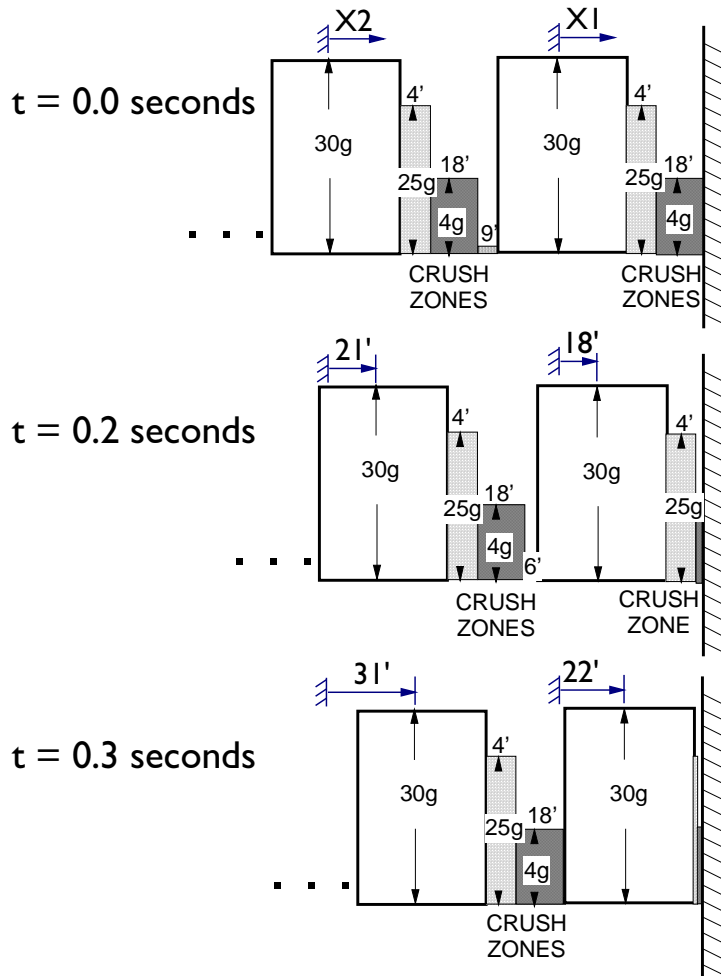 X2 X1
t = 0.0 seconds
4’ 4’
30g 30g
18’ 18’
25g 25g
4g 4g
9’
. . .
CRUSH CRUSH
ZONES ZONES
21' 18'
t = 0.2 seconds
4’ 4’
30g 30g
18’
25g 25g
4g
6’
. . .
CRUSH CRUSH
ZONES ZONE
31' 22'
t = 0.3 seconds
4’
30g 30g
18’
25g
4g
. . .
CRUSH
ZONES